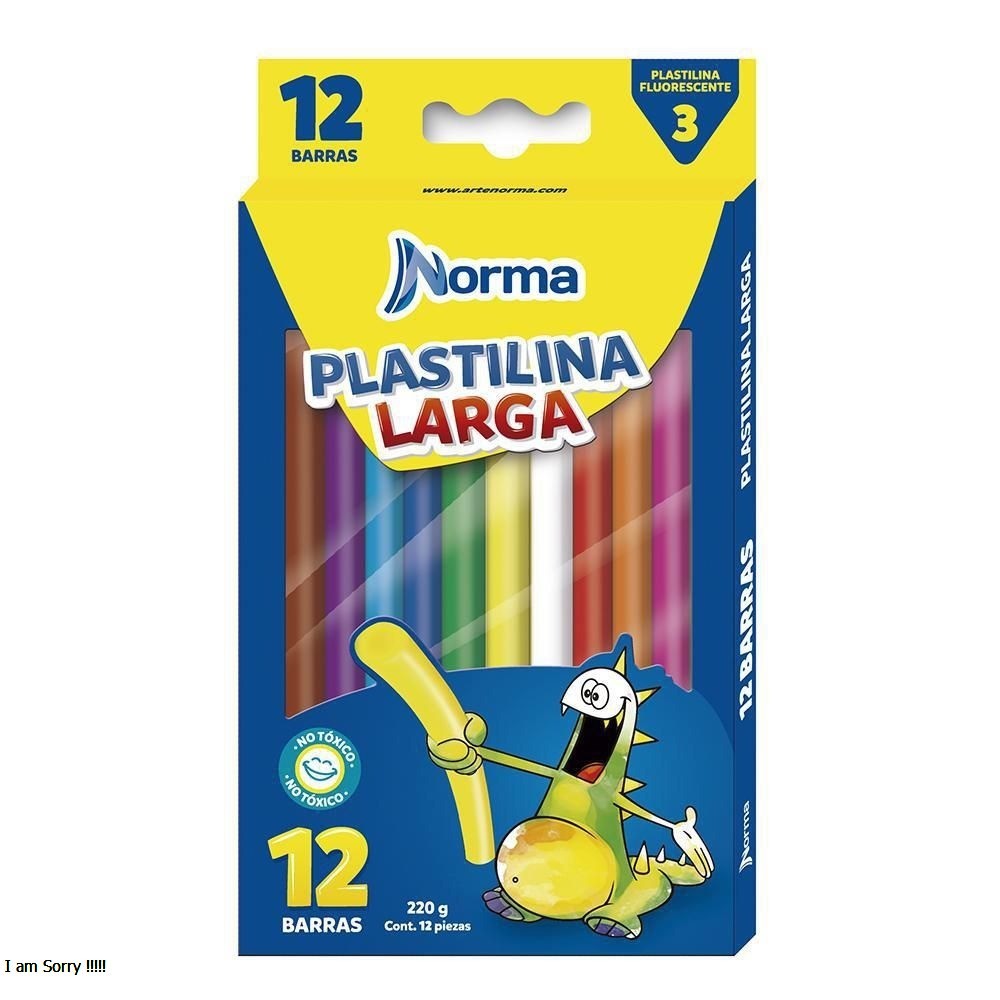 12
BARRAS
PLASTILINA
FLUORESCENTE
3
www.artenorma.com
Norma
PLASTILINA
LARGA
PLASTILINA LARGA
12 BARRAS
Norma
NO TÓXICO
NO TÓXICO
12
BARRAS
220 g
Cont. 12 piezas
I am Sorry !!!!!